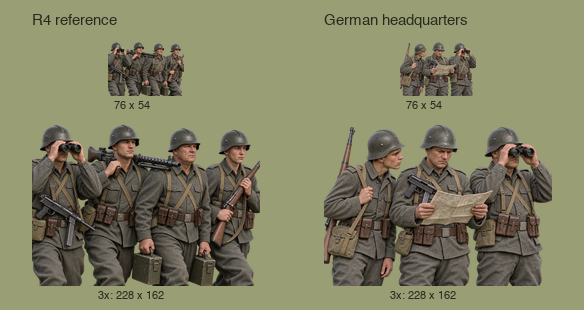 R4 reference
German headquarters
76 x 54
76 x 54
3x: 228 x 162
3x: 228 x 162